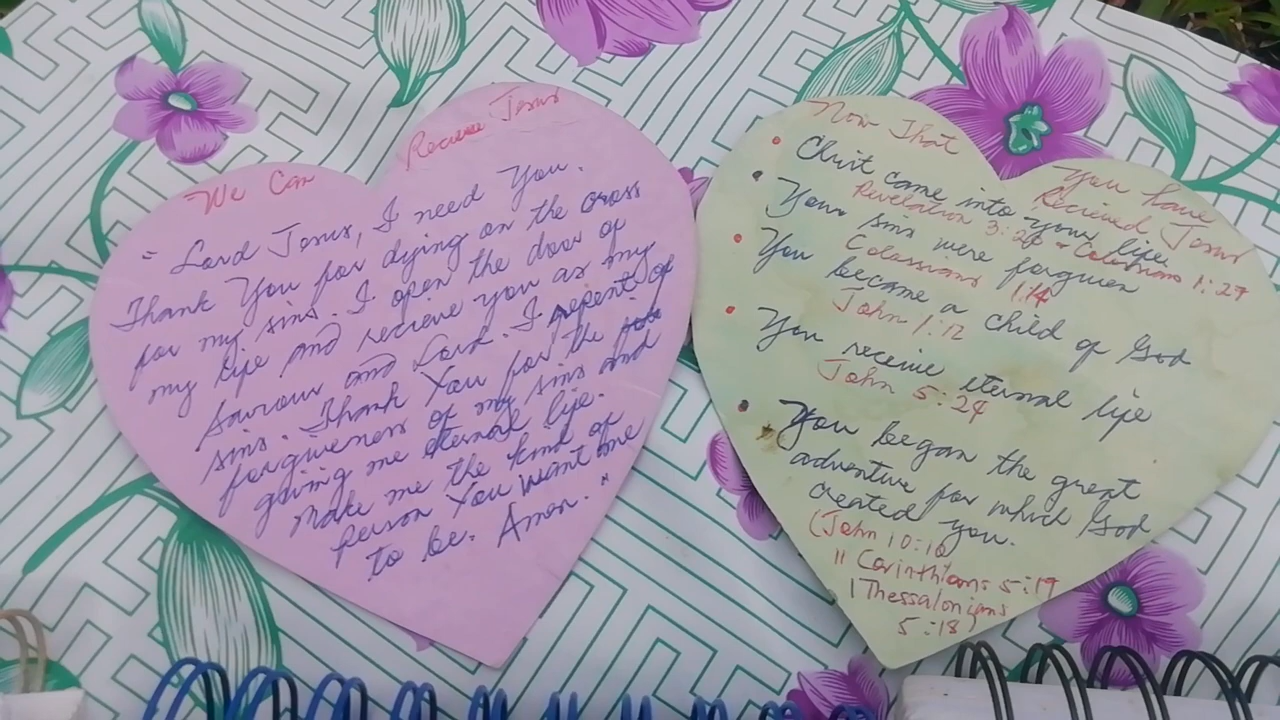 We Can
Recieve Jesus
" Lord Jesus, I need You.
Thank You for dying on the cross
for my sins. I open the door of
my life and recieve you as my
Saviour and Lord. I repent of
sins. Thank You for the
forgiveness of my sins and
giving me eternal life.
Make me the kind of
person You want me
to be. Amen."
Now That
You have
Recieved Jesus
• Christ came into your life.
Revelation 3:20 & Colossians 1:27
• Your sins were forgiven
Colossians 1:14
• You became a child of God
John 1:12
• You receive eternal life
John 5:24
• You began the great
adventure for which God
created you.
(John 10:10
II Corinthians 5:17
1 Thessalonians
5:18)